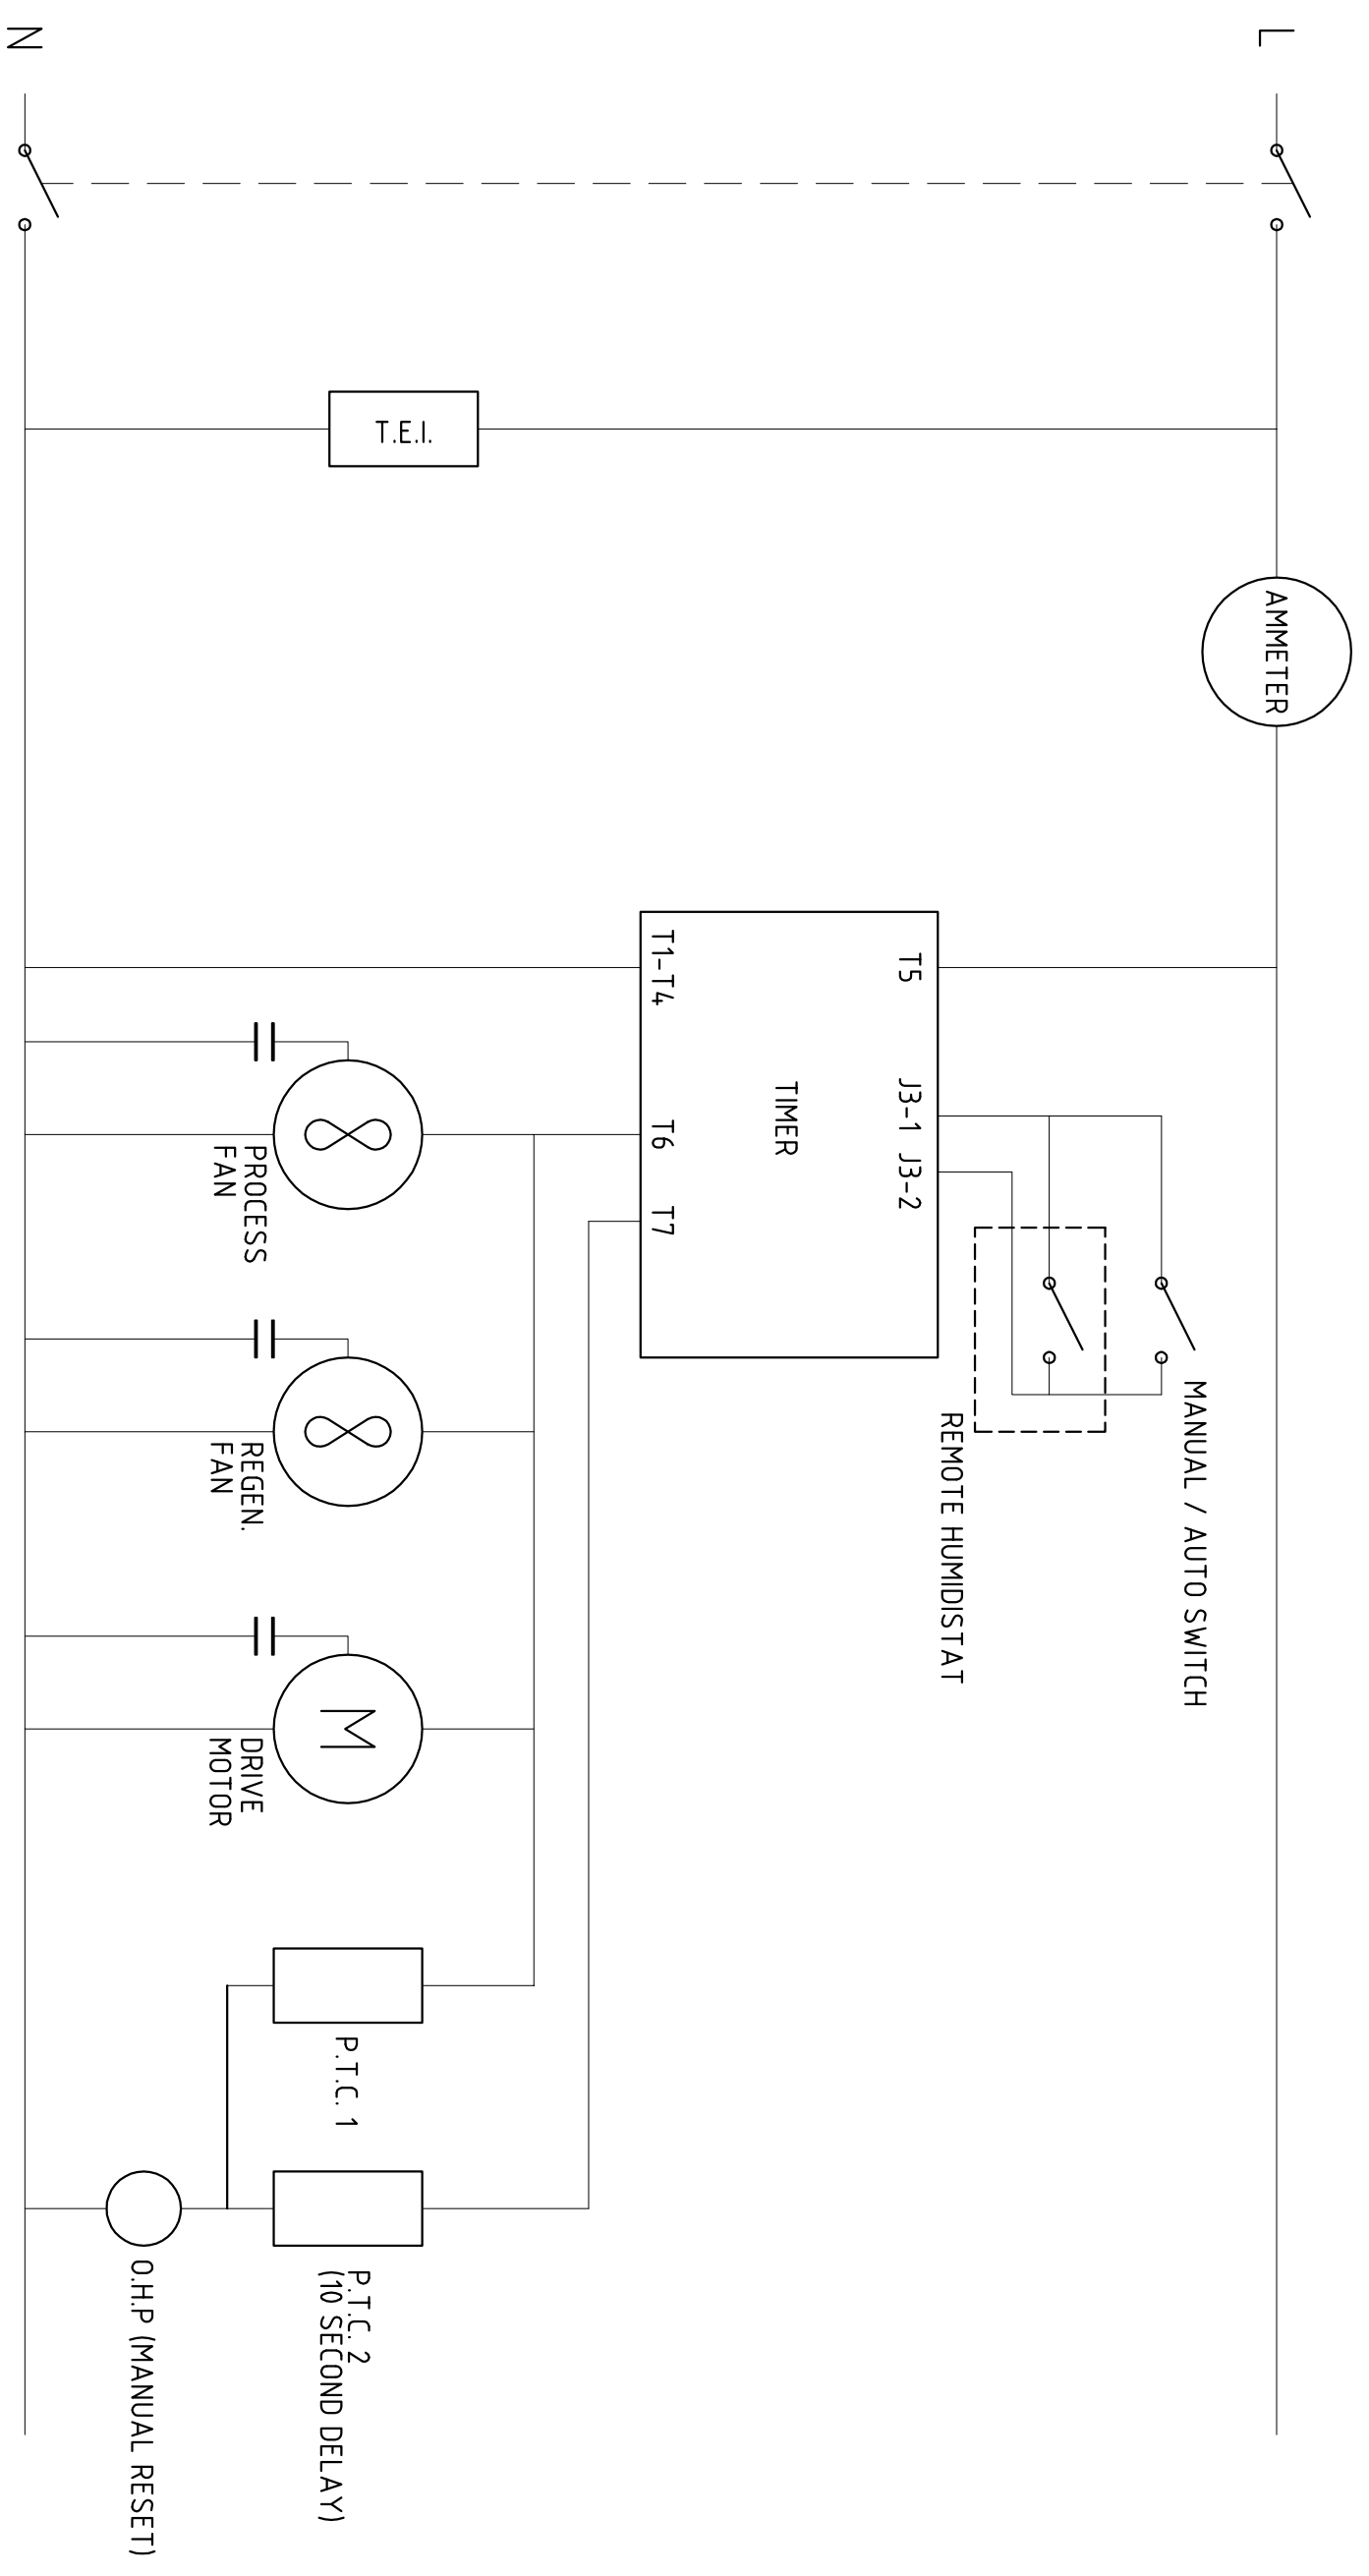 L
N
T.E.I.
AMMETER
T5
J3-1
J3-2
TIMER
T1-T4
T6
T7
MANUAL / AUTO SWITCH
REMOTE HUMIDISTAT
PROCESS
FAN
REGEN.
FAN
M
DRIVE
MOTOR
P.T.C. 1
P.T.C. 2
(10 SECOND DELAY)
O.H.P (MANUAL RESET)